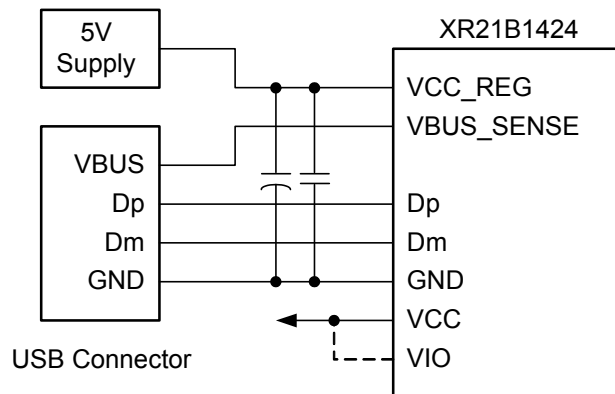 5V
Supply
XR21B1424
VCC_REG
VBUS_SENSE
VBUS
Dp
Dp
Dm
Dm
GND
GND
VCC
USB Connector
VIO